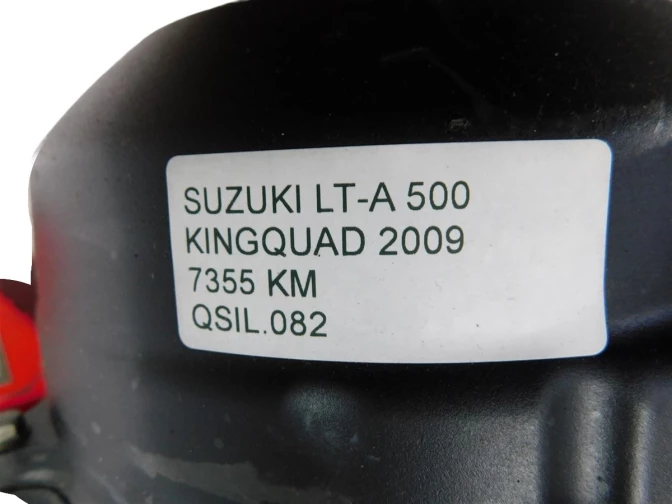 SUZUKI LT-A 500
KINGQUAD 2009
7355 KM
QSIL.082